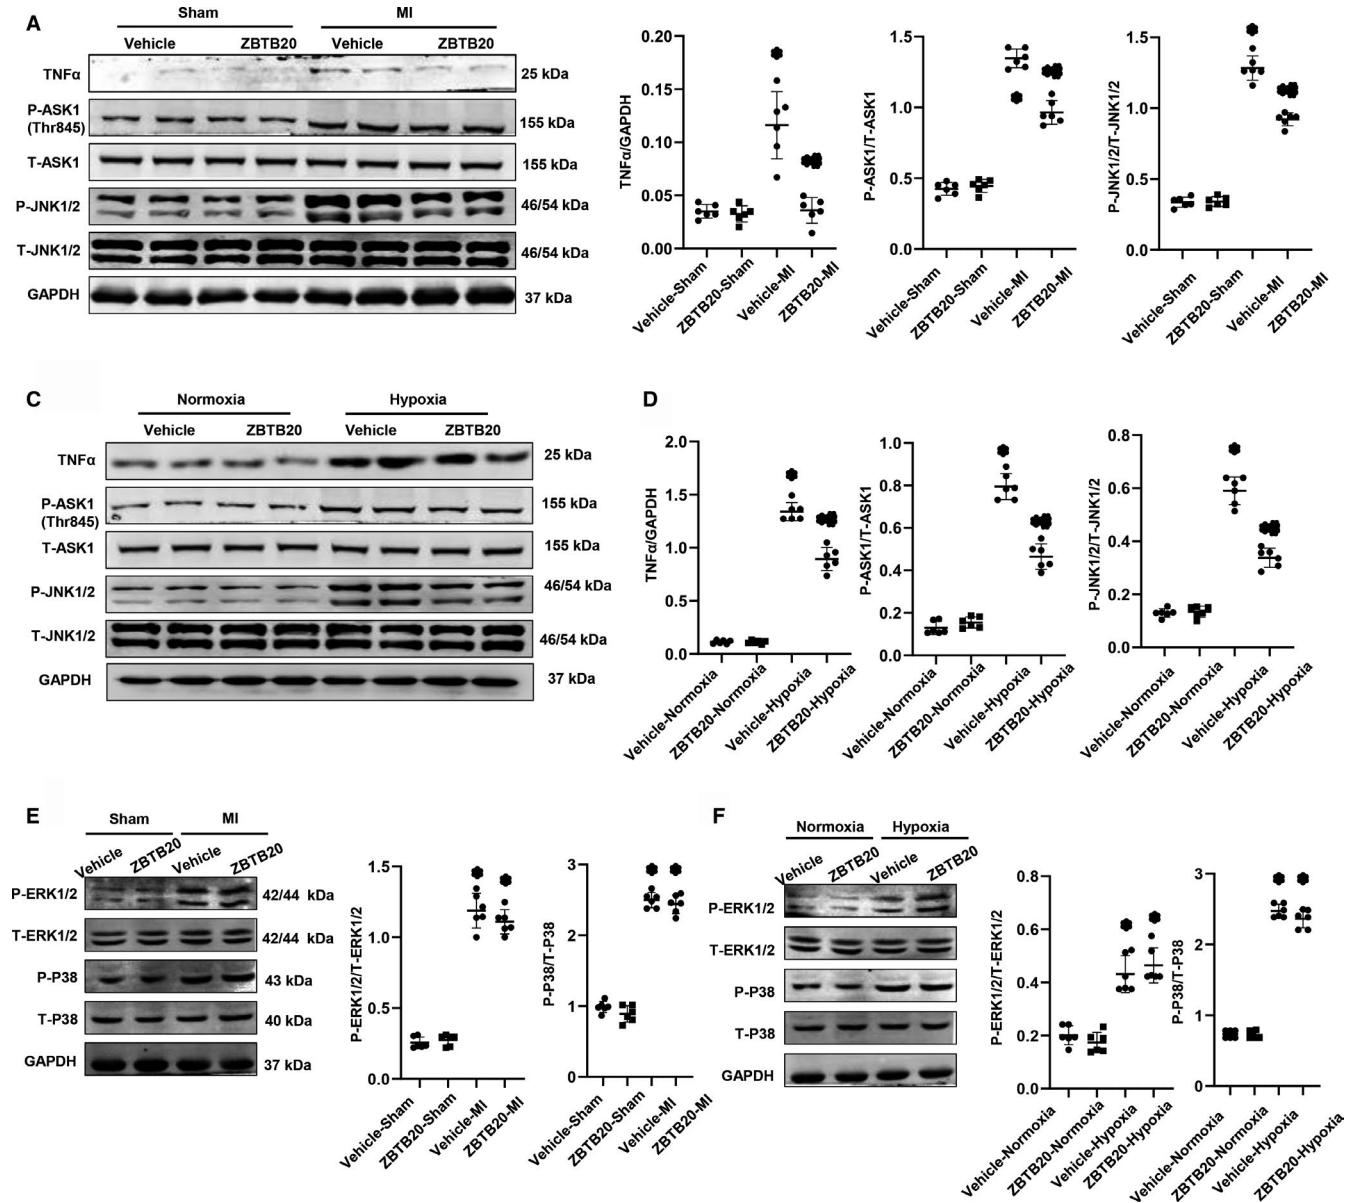 A
Sham
MI
Vehicle
ZBTB20
Vehicle
ZBTB20
TNFα
25 kDa
P-ASK1
(Thr845)
155 kDa
T-ASK1
155 kDa
P-JNK1/2
46/54 kDa
T-JNK1/2
46/54 kDa
GAPDH
37 kDa
TNFα/GAPDH
0.20
0.15
0.10
0.05
0.00
Vehicle-Sham
ZBTB20-Sham
Vehicle-MI
ZBTB20-MI
P-ASK1/T-ASK1
1.5
1.0
0.5
0.0
Vehicle-Sham
ZBTB20-Sham
Vehicle-MI
ZBTB20-MI
P-JNK1/2/T-JNK1/2
1.5
1.0
0.5
0.0
Vehicle-Sham
ZBTB20-Sham
Vehicle-MI
ZBTB20-MI
C
Normoxia
Hypoxia
Vehicle
ZBTB20
Vehicle
ZBTB20
TNFα
25 kDa
P-ASK1
(Thr845)
155 kDa
T-ASK1
155 kDa
P-JNK1/2
46/54 kDa
T-JNK1/2
46/54 kDa
GAPDH
37 kDa
D
TNFα/GAPDH
2.0
1.5
1.0
0.5
0.0
Vehicle-Normoxia
ZBTB20-Normoxia
Vehicle-Hypoxia
ZBTB20-Hypoxia
P-ASK1/T-ASK1
1.0
0.8
0.6
0.4
0.2
0.0
Vehicle-Normoxia
ZBTB20-Normoxia
Vehicle-Hypoxia
ZBTB20-Hypoxia
P-JNK1/2/T-JNK1/2
0.8
0.6
0.4
0.2
0.0
Vehicle-Normoxia
ZBTB20-Normoxia
Vehicle-Hypoxia
ZBTB20-Hypoxia
E
Sham
MI
Vehicle
ZBTB20
Vehicle
ZBTB20
P-ERK1/2
42/44 kDa
T-ERK1/2
42/44 kDa
P-P38
43 kDa
T-P38
40 kDa
GAPDH
37 kDa
P-ERK1/2/T-ERK1/2
1.5
1.0
0.5
0.0
Vehicle-Sham
ZBTB20-Sham
Vehicle-MI
ZBTB20-MI
P-P38/T-P38
3
2
1
0
Vehicle-Sham
ZBTB20-Sham
Vehicle-MI
ZBTB20-MI
F
Normoxia
Hypoxia
Vehicle
ZBTB20
Vehicle
ZBTB20
P-ERK1/2
T-ERK1/2
P-P38
T-P38
GAPDH
P-ERK1/2/T-ERK1/2
0.8
0.6
0.4
0.2
0.0
Vehicle-Normoxia
ZBTB20-Normoxia
Vehicle-Hypoxia
ZBTB20-Hypoxia
P-P38/T-P38
3
2
1
0
Vehicle-Normoxia
ZBTB20-Normoxia
Vehicle-Hypoxia
ZBTB20-Hypoxia